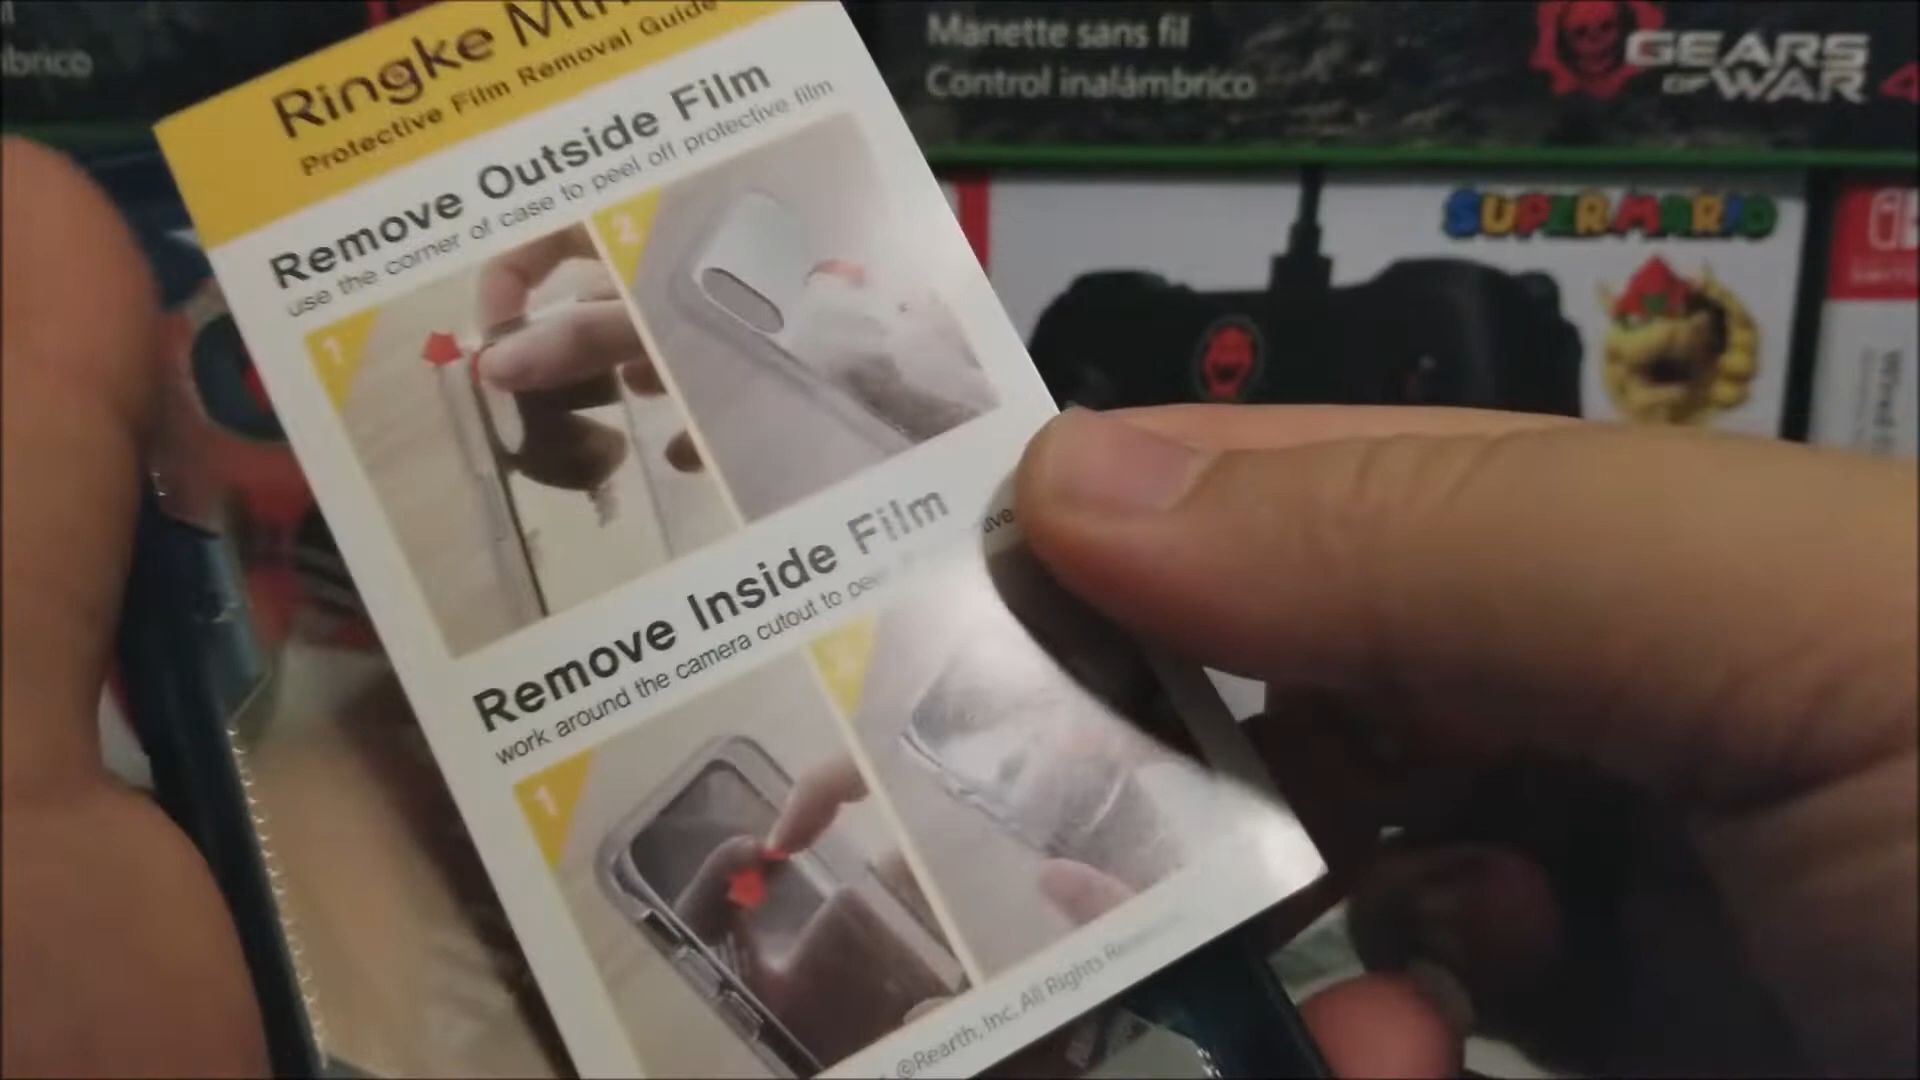 Ringke
Protective Film Removal Guide
Remove Outside Film
use the corner of case to peel off protective film
1
2
Remove Inside Film
work around the camera cutout to
1
2
©Rearth, Inc. All Rights
Manette sans fil
Control inalámbrico
GEARS
OF WAR 4
SUPER MARIO